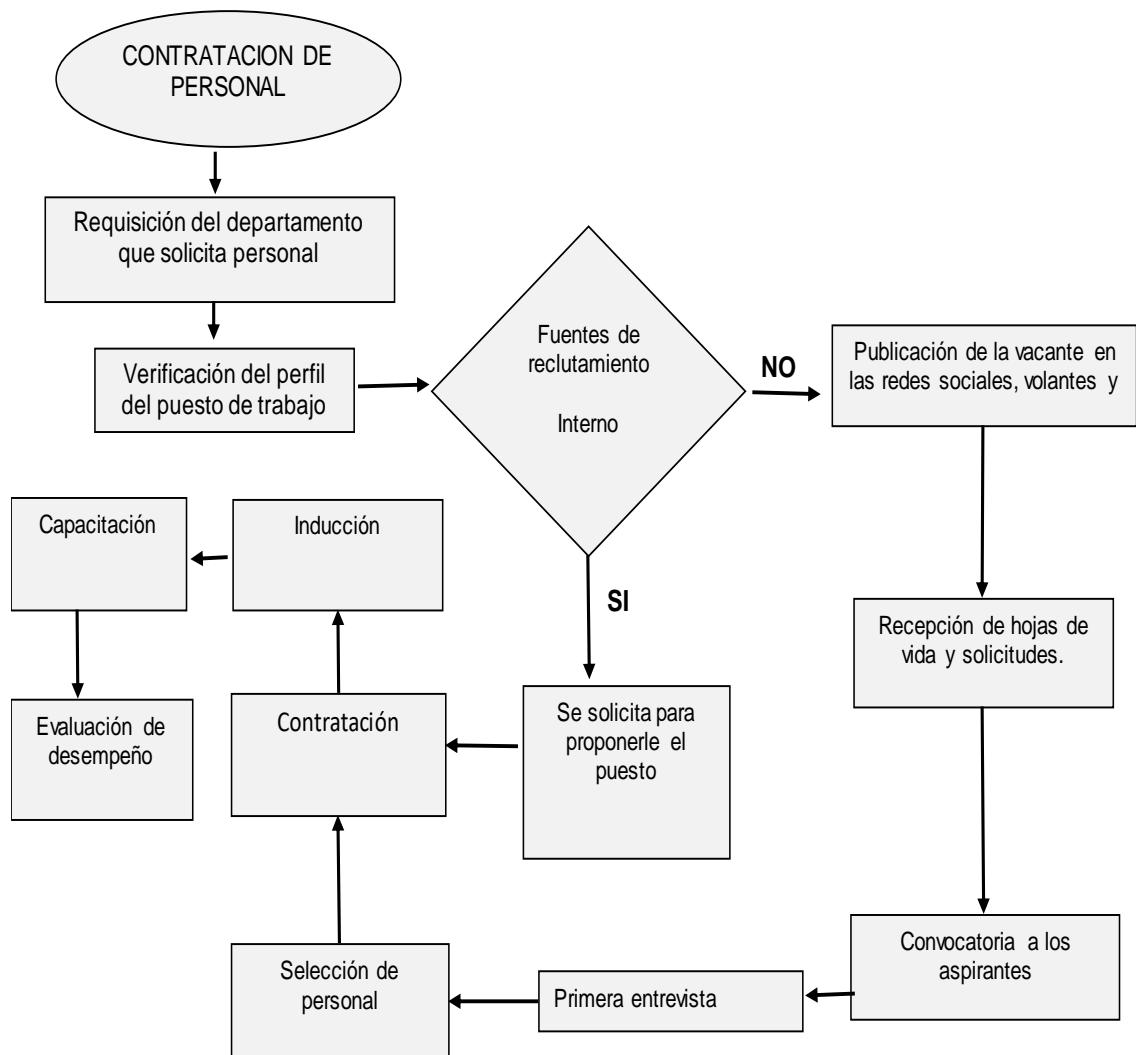 CONTRATACION DE
PERSONAL
Requisición del departamento
que solicita personal
Verificación del perfil
del puesto de trabajo
Fuentes de
reclutamiento
Interno
NO
Publicación de la vacante en
las redes sociales, volantes y
SI
Recepción de hojas de
vida y solicitudes.
Se solicita para
proponerle el
puesto
Convocatoria a los
aspirantes
Primera entrevista
Selección de
personal
Contratación
Inducción
Capacitación
Evaluación de
desempeño